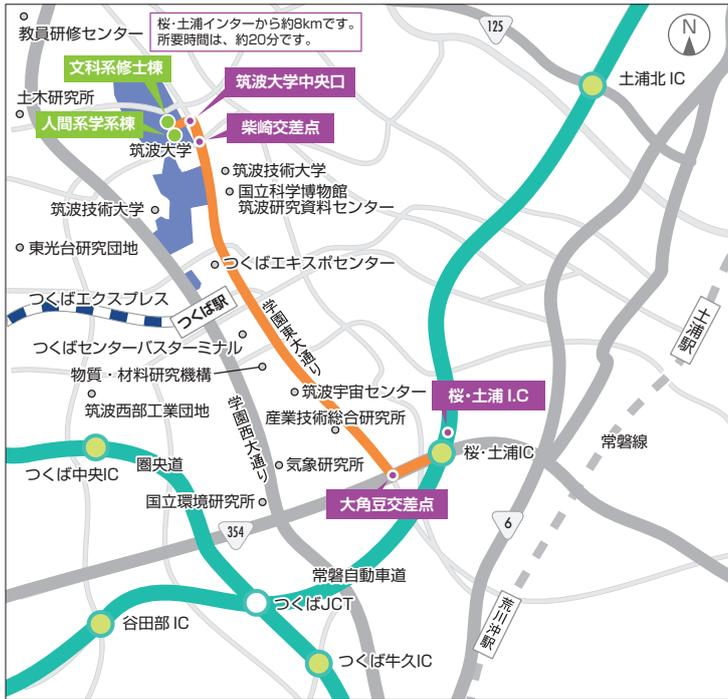 教員研修センター
桜・土浦インターから約8kmです。
所要時間は、約20分です。
125
N
土浦北 IC
文科系修士棟
筑波大学中央口
土木研究所
人間系学系棟
柴崎交差点
筑波大学
筑波技術大学
国立科学博物館
筑波研究資料センター
筑波技術大学
東光台研究団地
つくばエキスポセンター
つくばエクスプレス
つくば駅
学園東大通り
土浦駅
つくばセンターバスターミナル
物質・材料研究機構
筑波宇宙センター
桜・土浦 I.C
筑波西部工業団地
産業技術総合研究所
学園西大通り
常磐線
桜・土浦IC
つくば中央IC
圏央道
気象研究所
国立環境研究所
大角豆交差点
354
6
常磐自動車道
つくばJCT
荒川沖駅
谷田部 IC
つくば牛久IC